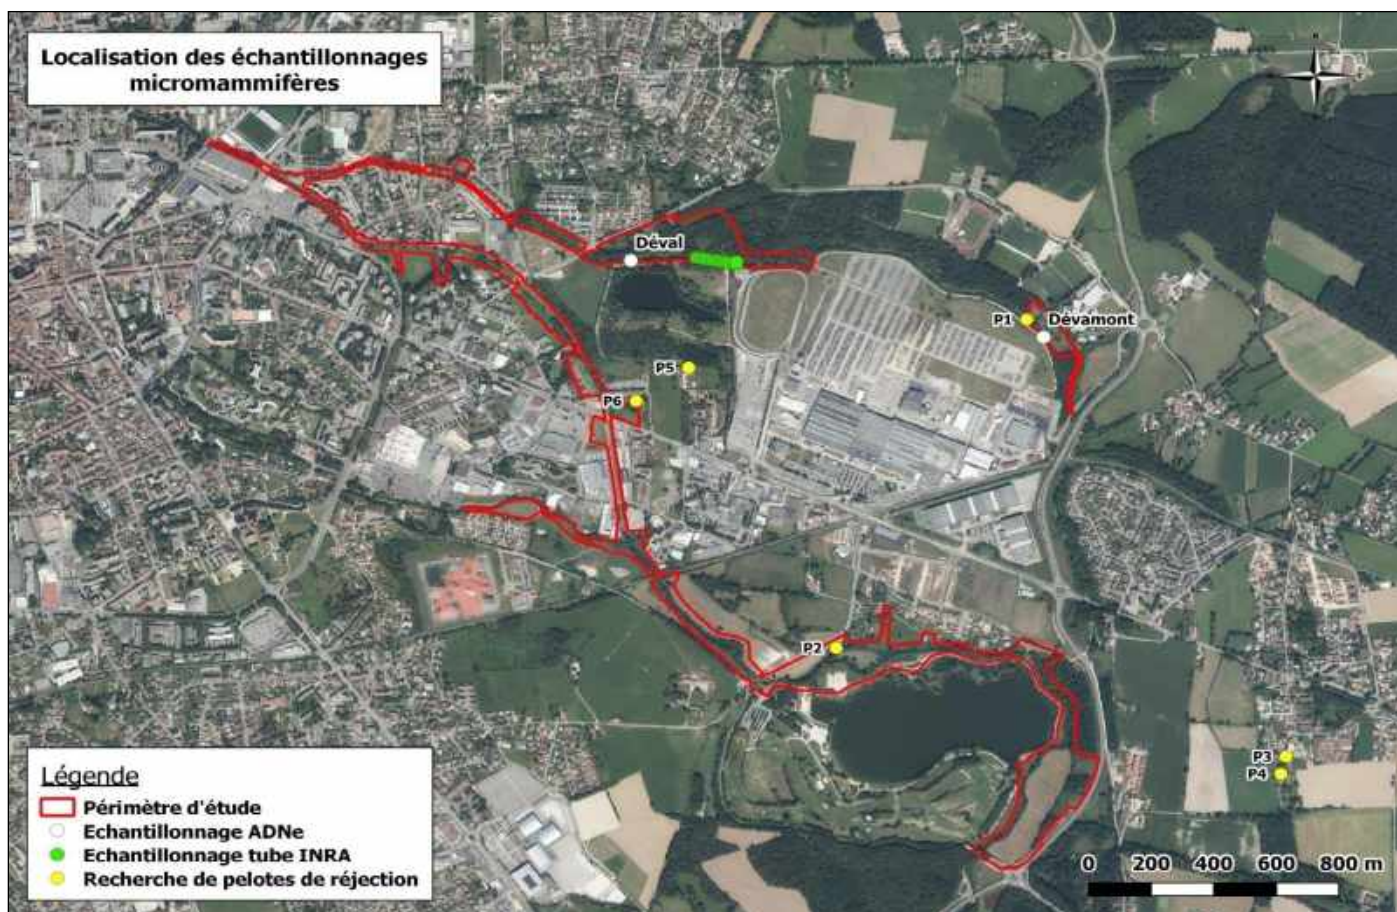 Localisation des échantillonnages
micromammifères
Déval
P1
Dévamont
P5
P6
P2
P3
P4
Légende
Périmètre d'étude
Echantillonnage ADNe
Echantillonnage tube INRA
Recherche de pelotes de réjection
0 200 400 600 800 m